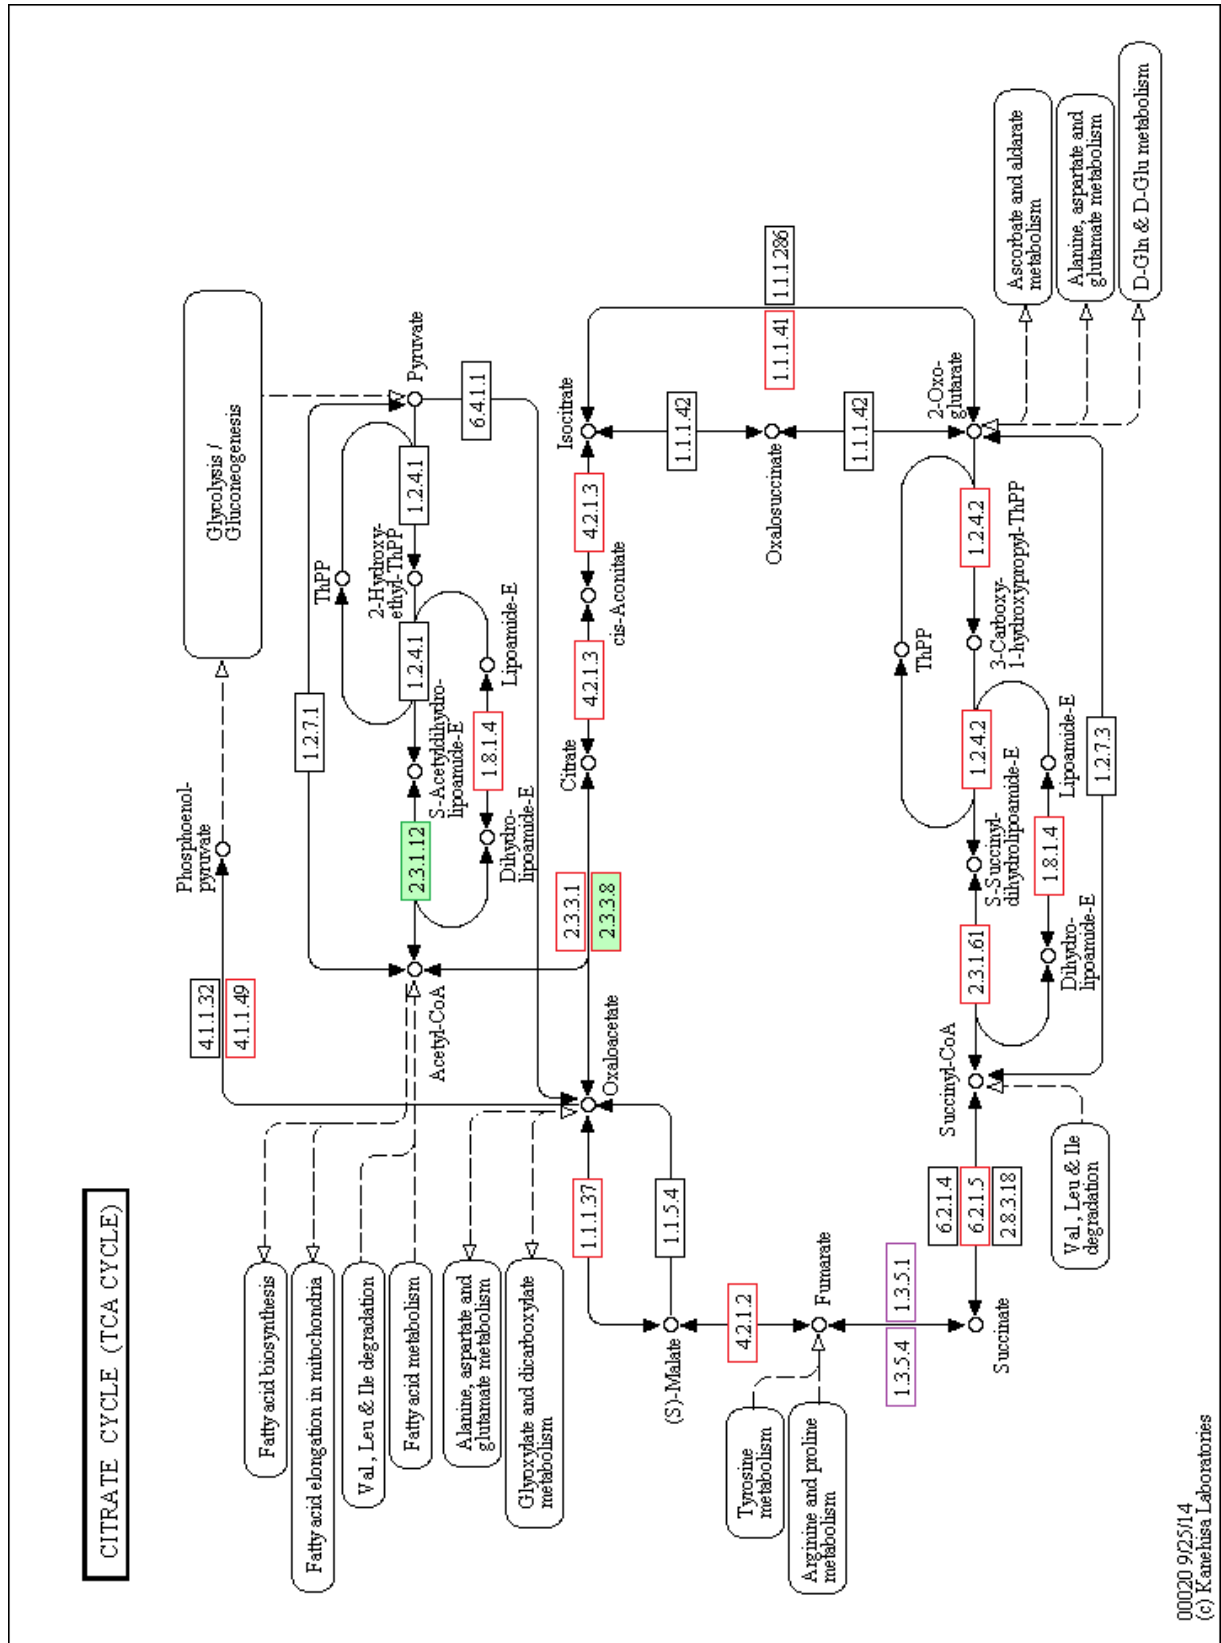 CITRATE CYCLE (TCA CYCLE)
Fatty acid biosynthesis
Fatty acid elongation in mitochondria
Val , Leu & Ile degradation
Fatty acid metabolism
Alanine, aspartate and
glutamate metabolism
Glyoxylate and dicarboxylate
metabolism
Tyrosine
metabolism
Arginine and proline
metabolism
Phosphoenol-
pyruvate
4.1.1.32
4.1.1.49
Glycolysis /
Gluconeogenesis
1.2.7.1
ThPP
Pyruvate
1.2.4.1
2-Hydroxy-
ethyl-ThPP
1.2.4.1
6.4.1.1
Lipoamide-E
S-Acetyldihydro-
lipoamide-E
1.8.1.4
2.3.1.12
Dihydro-
lipoamide-E
Acetyl-CoA
Oxaloacetate
2.3.3.1
2.3.3.8
Citrate
4.2.1.3
cis-Aconitate
4.2.1.3
Isocitrate
1.1.1.42
Oxalosuccinate
1.1.1.42
1.1.1.41
1.1.1.286
2-Oxo-
glutarate
1.1.1.37
1.1.5.4
(S)-Malate
4.2.1.2
Fumarate
1.3.5.4
1.3.5.1
Succinate
6.2.1.4
6.2.1.5
2.8.3.18
Succinyl-CoA
Val , Leu & Ile
degradation
2.3.1.61
S-Succinyl-
dihydrolipoamide-E
1.2.4.2
3-Carboxy-
1-hydroxypropyl-ThPP
1.2.4.2
ThPP
Lipoamide-E
1.8.1.4
Dihydro-
lipoamide-E
1.2.7.3
Ascorbate and aldarate
metabolism
Alanine, aspartate and
glutamate metabolism
D-Gln & D-Glu metabolism
00020 9/25/14
(c) Kanehisa Laboratories